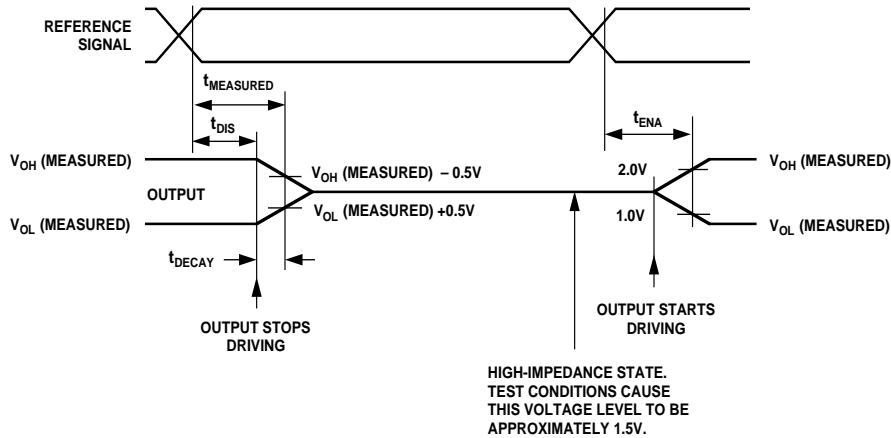 REFERENCE
SIGNAL
tMEASURED
tDIS
tENA
VOH (MEASURED)
VOH (MEASURED) – 0.5V
2.0V
VOH (MEASURED)
OUTPUT
VOL (MEASURED)
VOL (MEASURED) +0.5V
1.0V
VOL (MEASURED)
tDECAY
OUTPUT STOPS
DRIVING
OUTPUT STARTS
DRIVING
HIGH-IMPEDANCE STATE.
TEST CONDITIONS CAUSE
THIS VOLTAGE LEVEL TO BE
APPROXIMATELY 1.5V.